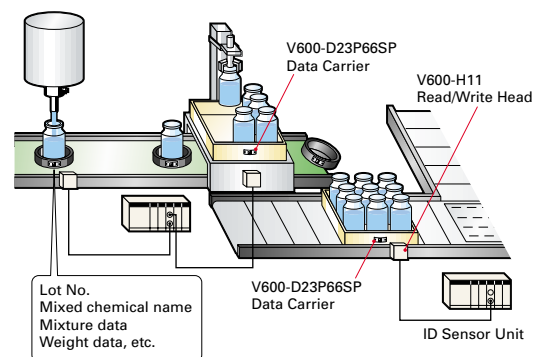 V600-D23P66SP
Data Carrier
V600-H11
Read/Write Head
Lot No.
Mixed chemical name
Mixture data
Weight data, etc.
V600-D23P66SP
Data Carrier
ID Sensor Unit